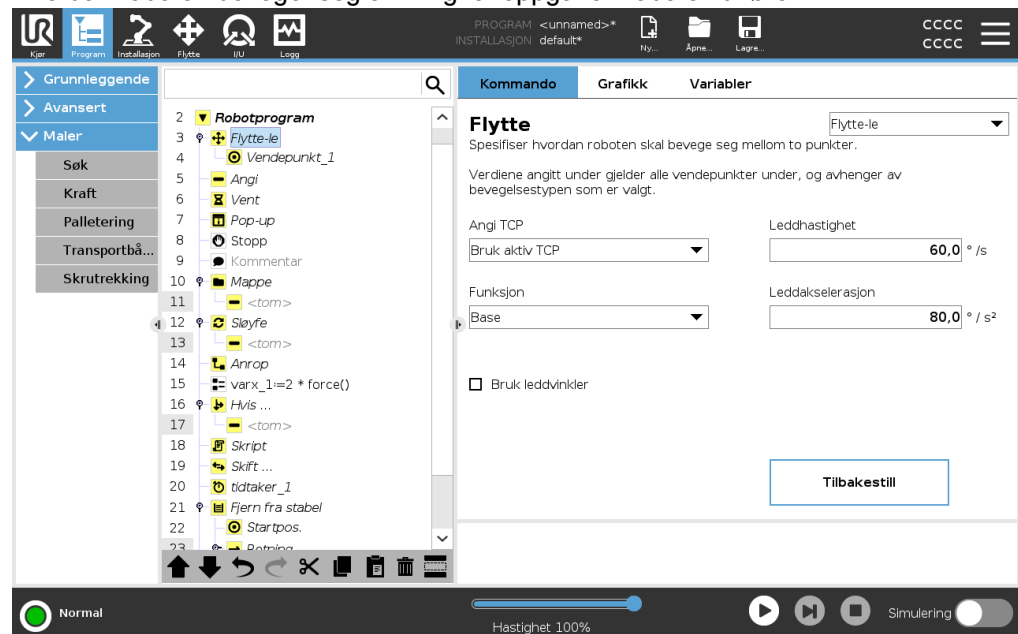 PROGRAM <unnamed>*
INSTALLASJON default*
Kjør
Program
Installasjon
Flytte
I/U
Logg
Ny...
Åpne...
Lagre...
cccc
cccc
Grunnleggende
Avansert
Maler
Søk
Kraft
Palletering
Transportbå...
Skrutrekking
2 Robotprogram
3 Flytte-le
4 Vendepunkt_1
5 Angi
6 Vent
7 Pop-up
8 Stopp
9 Kommentar
10 Mappe
11 <tom>
12 Sløyfe
13 <tom>
14 Anrop
15 varx_1:=2 * force()
16 Hvis ...
17 <tom>
18 Skript
19 Skift ...
20 tidtaker_1
21 Fjern fra stabel
22 Startpos.
23 Retning
Kommando
Grafikk
Variabler
Flytte
Flytte-le
Spesifiser hvordan roboten skal bevege seg mellom to punkter.
Verdiene angitt under gjelder alle vendepunkter under, og avhenger av
bevegelsestypen som er valgt.
Angi TCP
Leddhastighet
Bruk aktiv TCP
60,0 ° /s
Funksjon
Leddakselerasjon
Base
80,0 ° / s²
Bruk leddvinkler
Tilbakestill
Normal
Hastighet 100%
Simulering